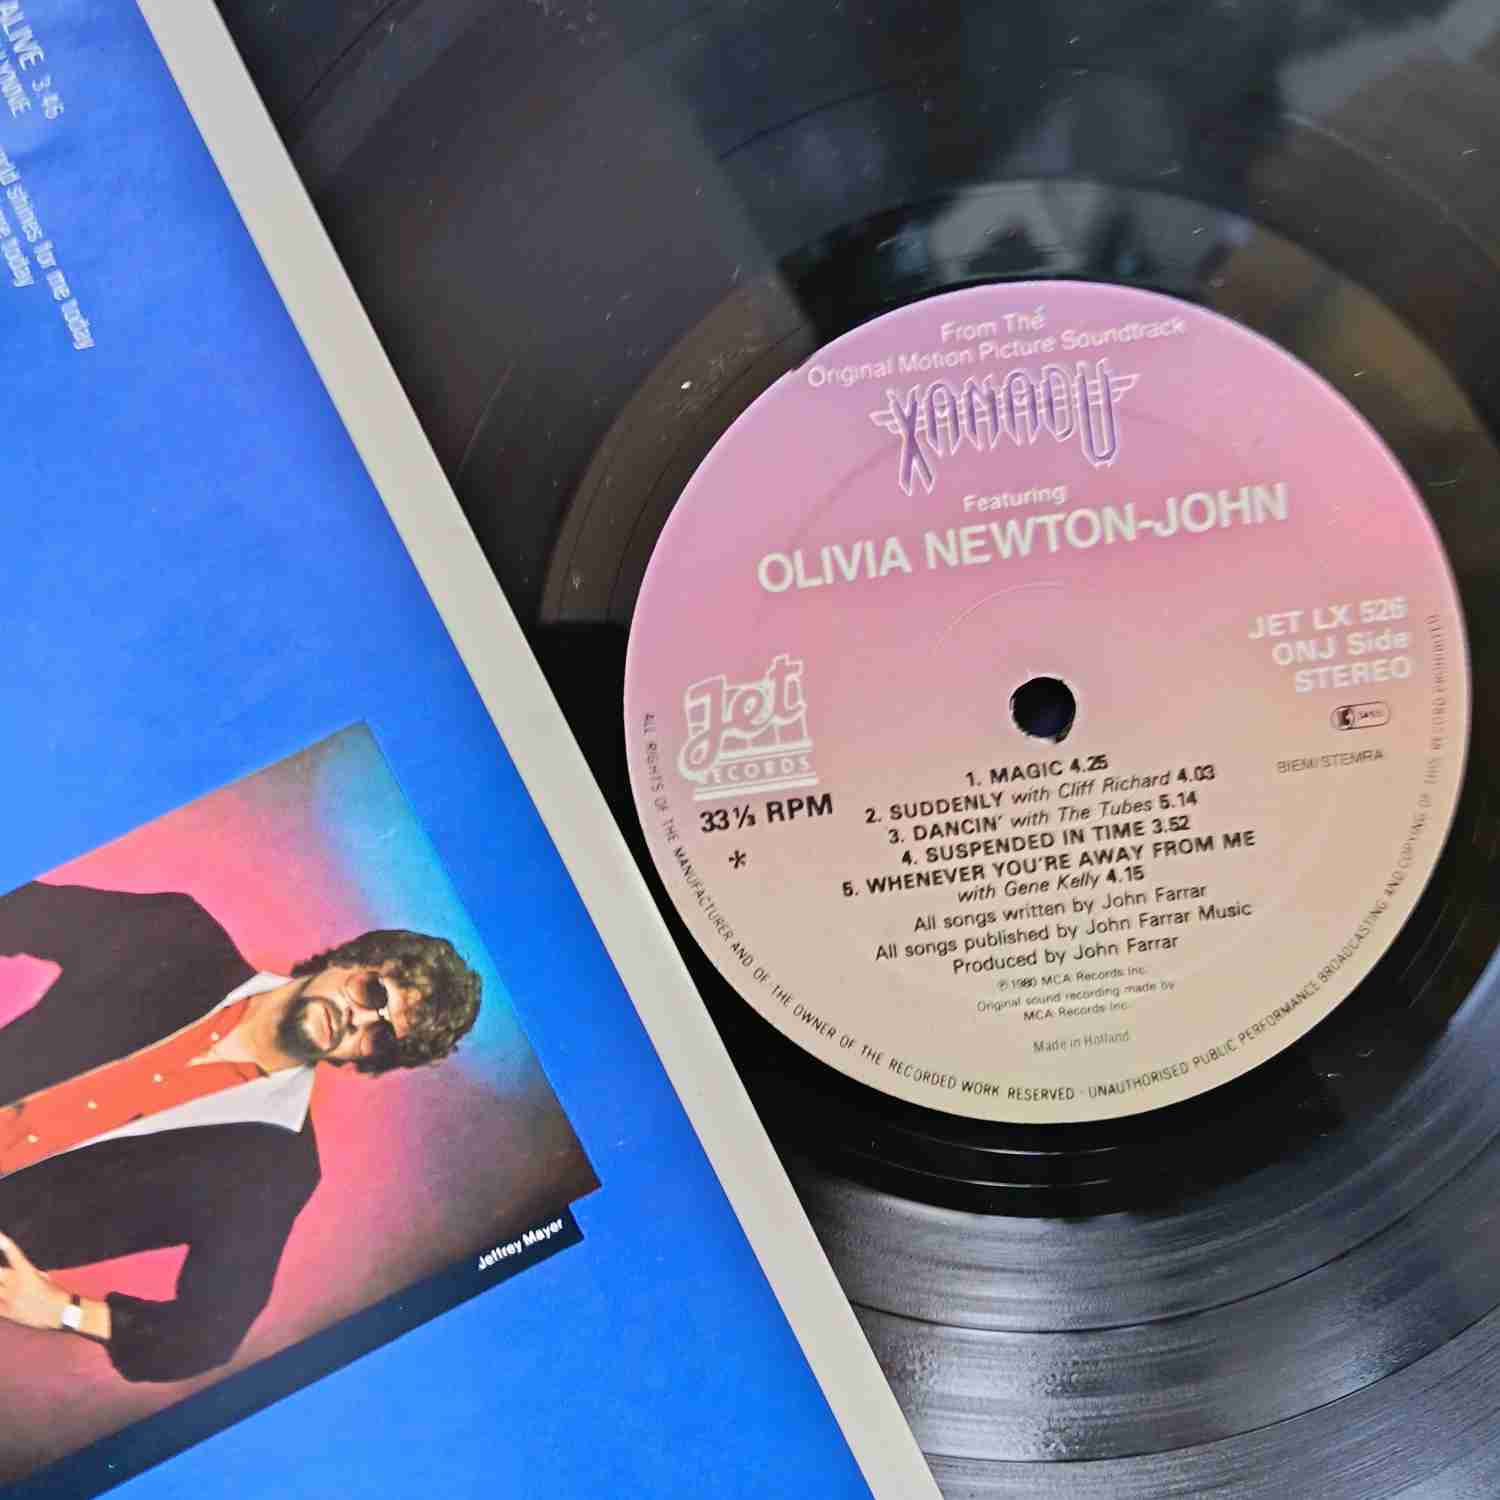 ALIVE 3.45
shines for me today
me today
Jeffrey Mayer
From The
Original Motion Picture Soundtrack
XANADU
Featuring
OLIVIA NEWTON-JOHN
JET LX 526
ONJ Side
STEREO
BIEM/STEMRA
Jet
RECORDS
33⅓ RPM
*
1. MAGIC 4.25
2. SUDDENLY with Cliff Richard 4.03
3. DANCIN' with The Tubes 5.14
4. SUSPENDED IN TIME 3.52
5. WHENEVER YOU'RE AWAY FROM ME
with Gene Kelly 4.15
All songs written by John Farrar
All songs published by John Farrar Music
Produced by John Farrar
℗ 1980 MCA Records Inc.
Original sound recording made by
MCA Records Inc.
Made in Holland
ALL RIGHTS OF THE MANUFACTURER AND OF THE OWNER OF THE RECORDED WORK RESERVED · UNAUTHORISED PUBLIC PERFORMANCE BROADCASTING AND COPYING OF THIS RECORD PROHIBITED